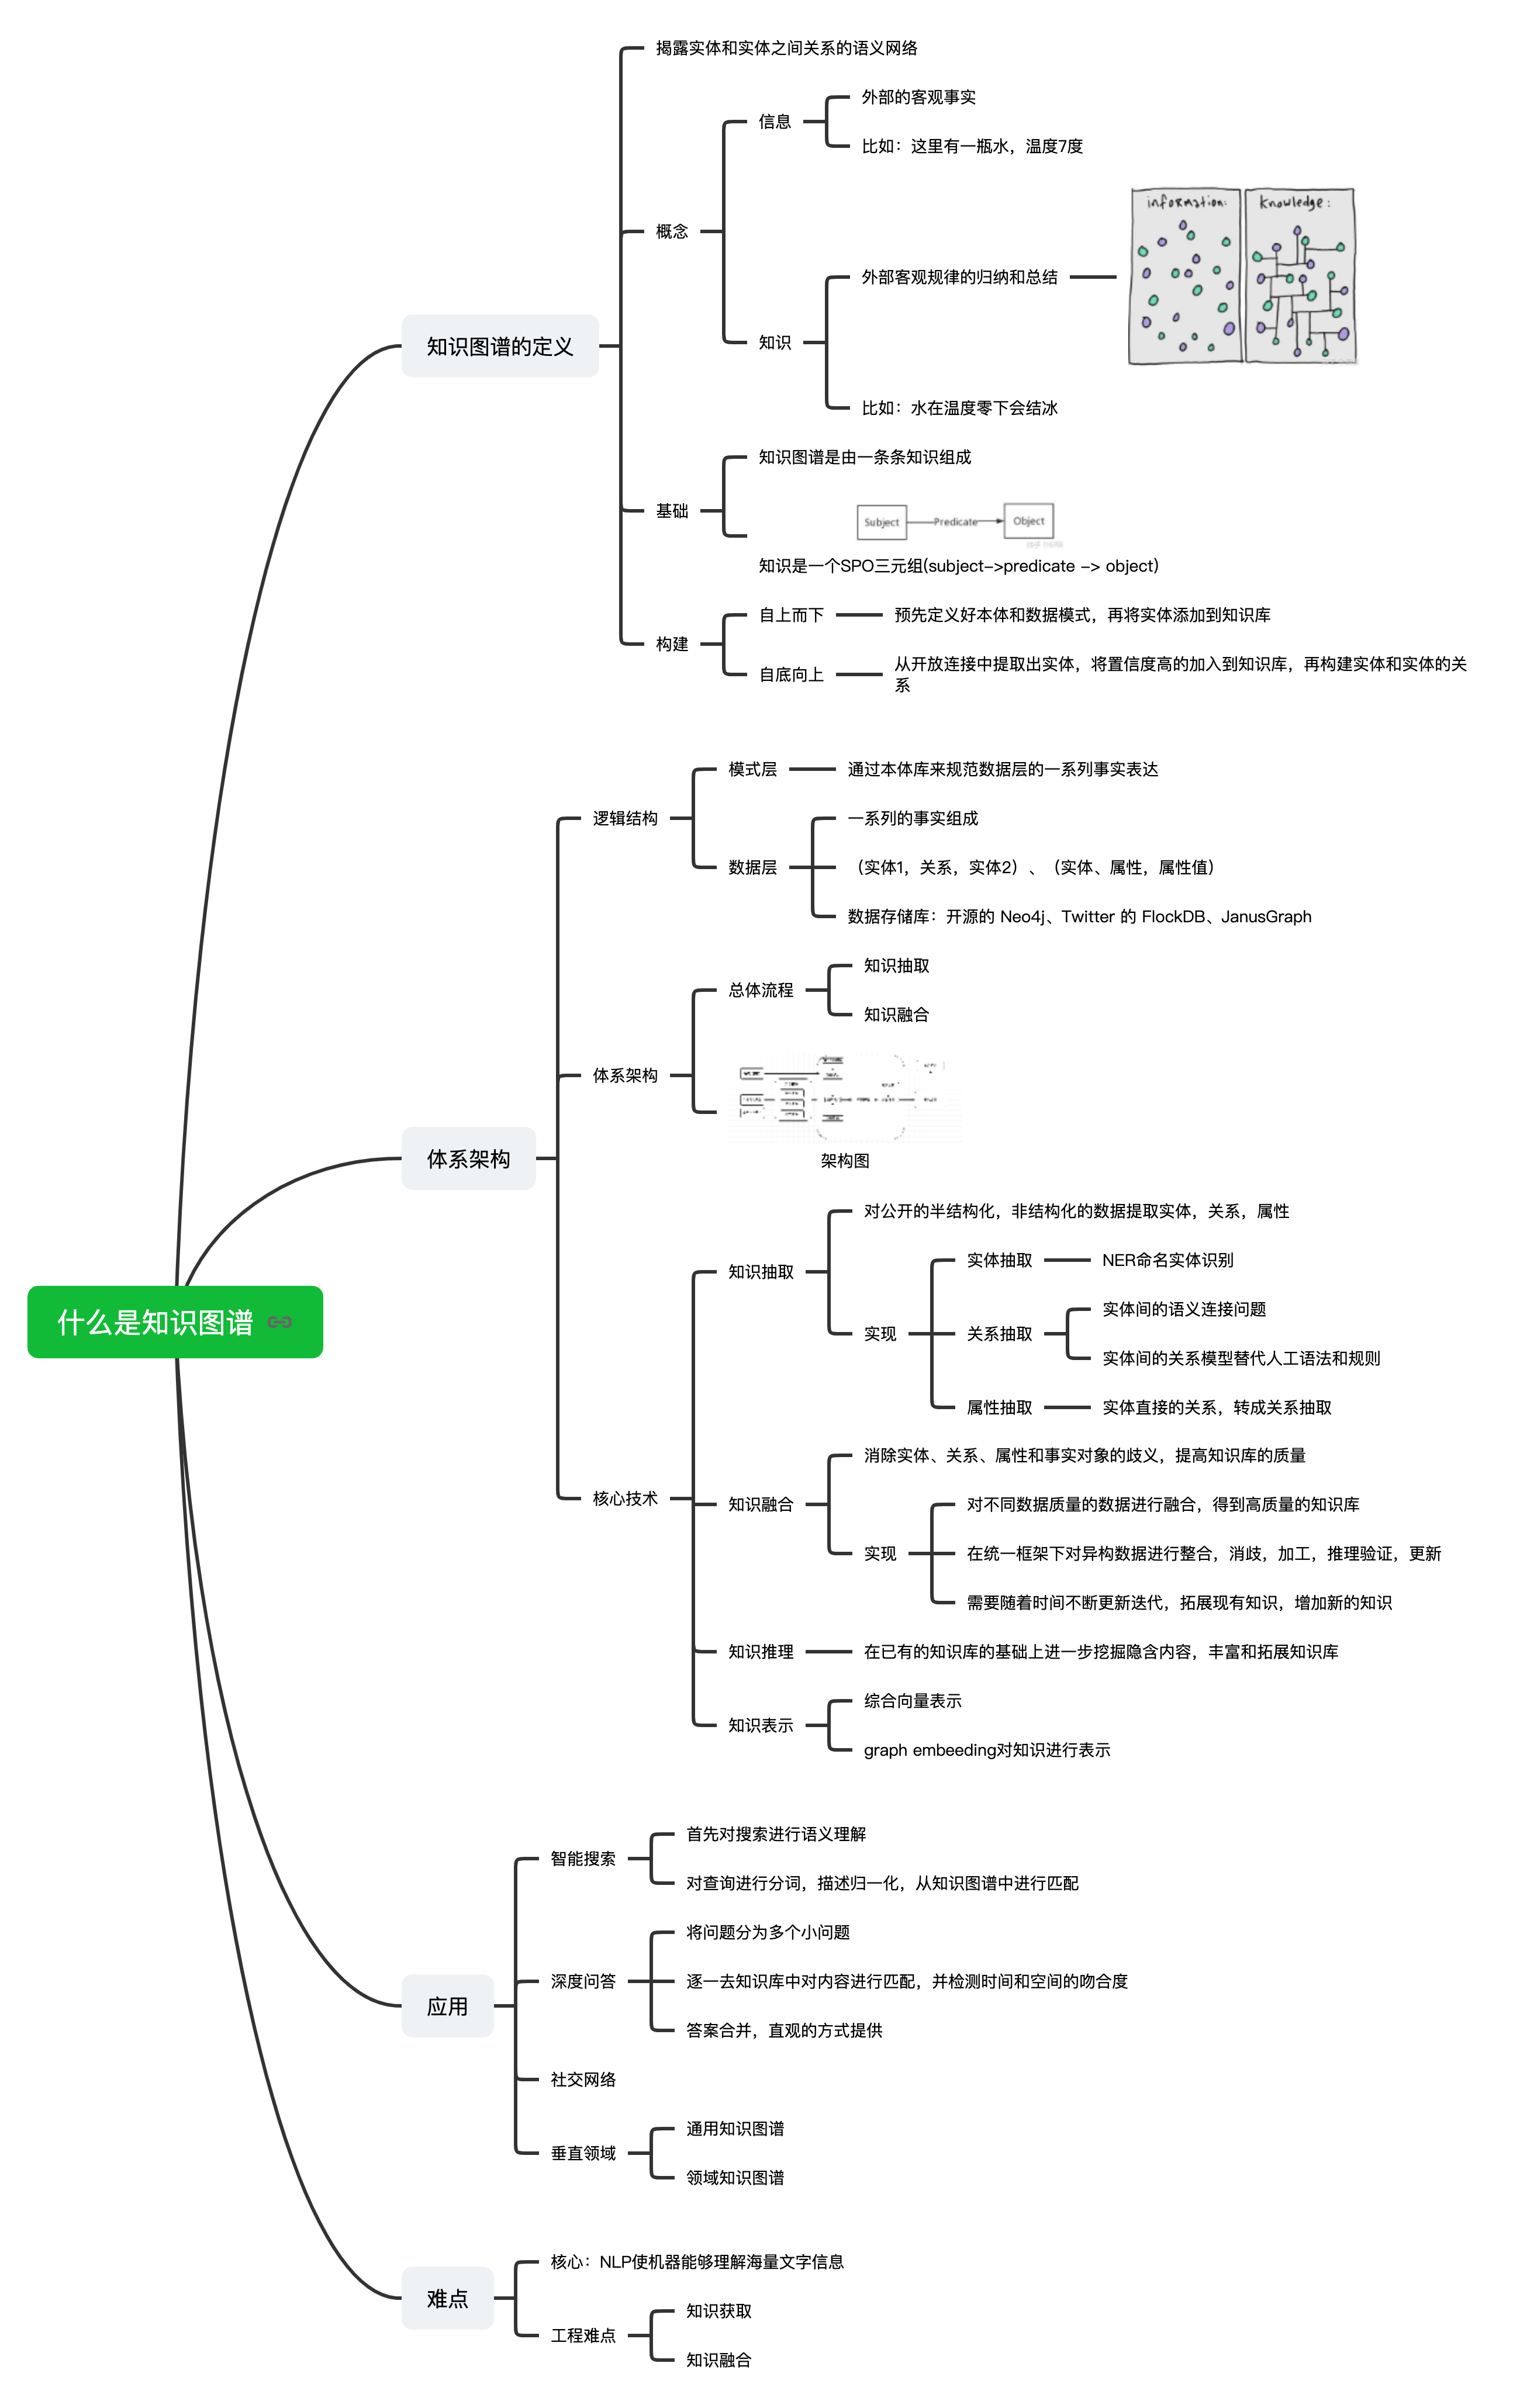 揭露实体和实体之间关系的语义网络
外部的客观事实
信息
比如：这里有一瓶水，温度7度
information:
knowledge:
概念
外部客观规律的归纳和总结
知识
知识图谱的定义
比如：水在温度零下会结冰
知识图谱是由一条条知识组成
基础
Subject
Predicate
Object
知识是一个SPO三元组(subject->predicate -> object)
自上而下
预先定义好本体和数据模式，再将实体添加到知识库
构建
自底向上
从开放连接中提取出实体，将置信度高的加入到知识库，再构建实体和实体的关
系
模式层
通过本体库来规范数据层的一系列事实表达
逻辑结构
一系列的事实组成
数据层
（实体1，关系，实体2）、（实体、属性，属性值）
数据存储库：开源的 Neo4j、Twitter 的 FlockDB、JanusGraph
知识抽取
总体流程
知识融合
体系架构
架构图
体系架构
对公开的半结构化，非结构化的数据提取实体，关系，属性
知识抽取
实体抽取
NER命名实体识别
实体间的语义连接问题
实现
关系抽取
实体间的关系模型替代人工语法和规则
属性抽取
实体直接的关系，转成关系抽取
什么是知识图谱
消除实体、关系、属性和事实对象的歧义，提高知识库的质量
核心技术
知识融合
对不同数据质量的数据进行融合，得到高质量的知识库
实现
在统一框架下对异构数据进行整合，消歧，加工，推理验证，更新
需要随着时间不断更新迭代，拓展现有知识，增加新的知识
知识推理
在已有的知识库的基础上进一步挖掘隐含内容，丰富和拓展知识库
综合向量表示
知识表示
graph embeeding对知识进行表示
首先对搜索进行语义理解
智能搜索
对查询进行分词，描述归一化，从知识图谱中进行匹配
将问题分为多个小问题
深度问答
逐一去知识库中对内容进行匹配，并检测时间和空间的吻合度
应用
答案合并，直观的方式提供
社交网络
通用知识图谱
垂直领域
领域知识图谱
核心：NLP使机器能够理解海量文字信息
难点
知识获取
工程难点
知识融合